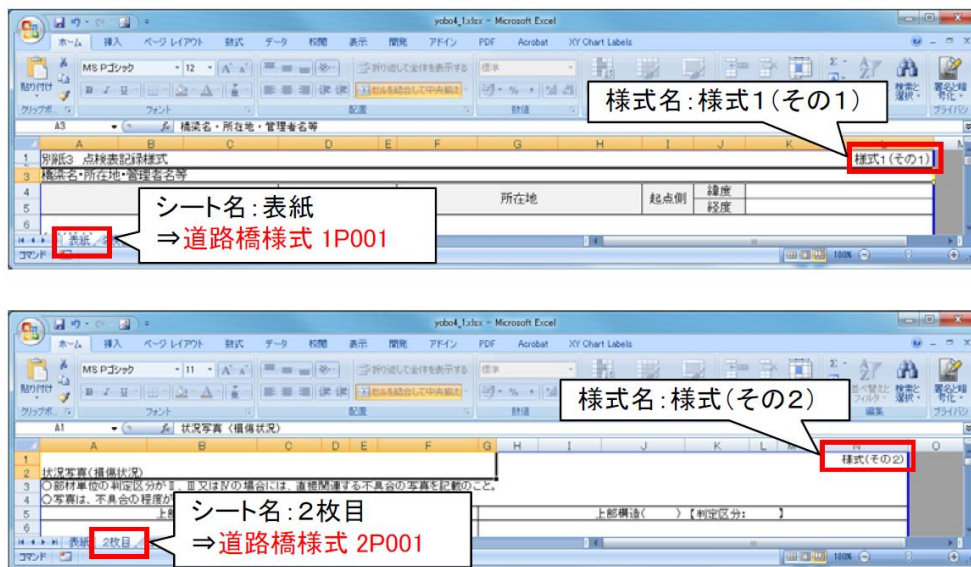 yobo4_1.xlsx - Microsoft Excel
ホーム 挿入 ページ レイアウト 数式 データ 校閲 表示 開発 アドイン PDF Acrobat XY Chart Labels
MS Pゴシック 12 折り返して全体を表示する 標準
貼り付け セルを結合して中央揃え 検索と選択 署名と暗号化
クリップボ... フォント 配置 数値
様式名:様式1(その1)
A3 橋梁名・所在地・管理者名等
A B C D E F G H I J K
1 別紙3 点検表記録様式 様式1(その1)
3 橋梁名・所在地・管理者名等
4 所在地 起点側 緯度
5 経度
6
シート名:表紙
⇒道路橋様式 1P001
表紙
コマンド 100%
yobo4_1.xlsx - Microsoft Excel
ホーム 挿入 ページ レイアウト 数式 データ 校閲 表示 開発 アドイン PDF Acrobat XY Chart Labels
MS Pゴシック 11 折り返して全体を表示する 標準
貼り付け セルを結合して中央揃え 検索と選択 署名と暗号化
クリップボ... フォント 配置 数値 編集
様式名:様式(その2)
A1 状況写真(損傷状況)
A B C D E F G H I J K L M N O
1 様式(その2)
2 状況写真(損傷状況)
3 ○部材単位の判定区分がⅡ、Ⅲ又はⅣの場合には、直接関連する不具合の写真を記載のこと。
4 ○写真は、不具合の程度が
5 上部構造( )【判定区分: 】
6
シート名:2枚目
⇒道路橋様式 2P001
表紙 2枚目
コマンド 100%